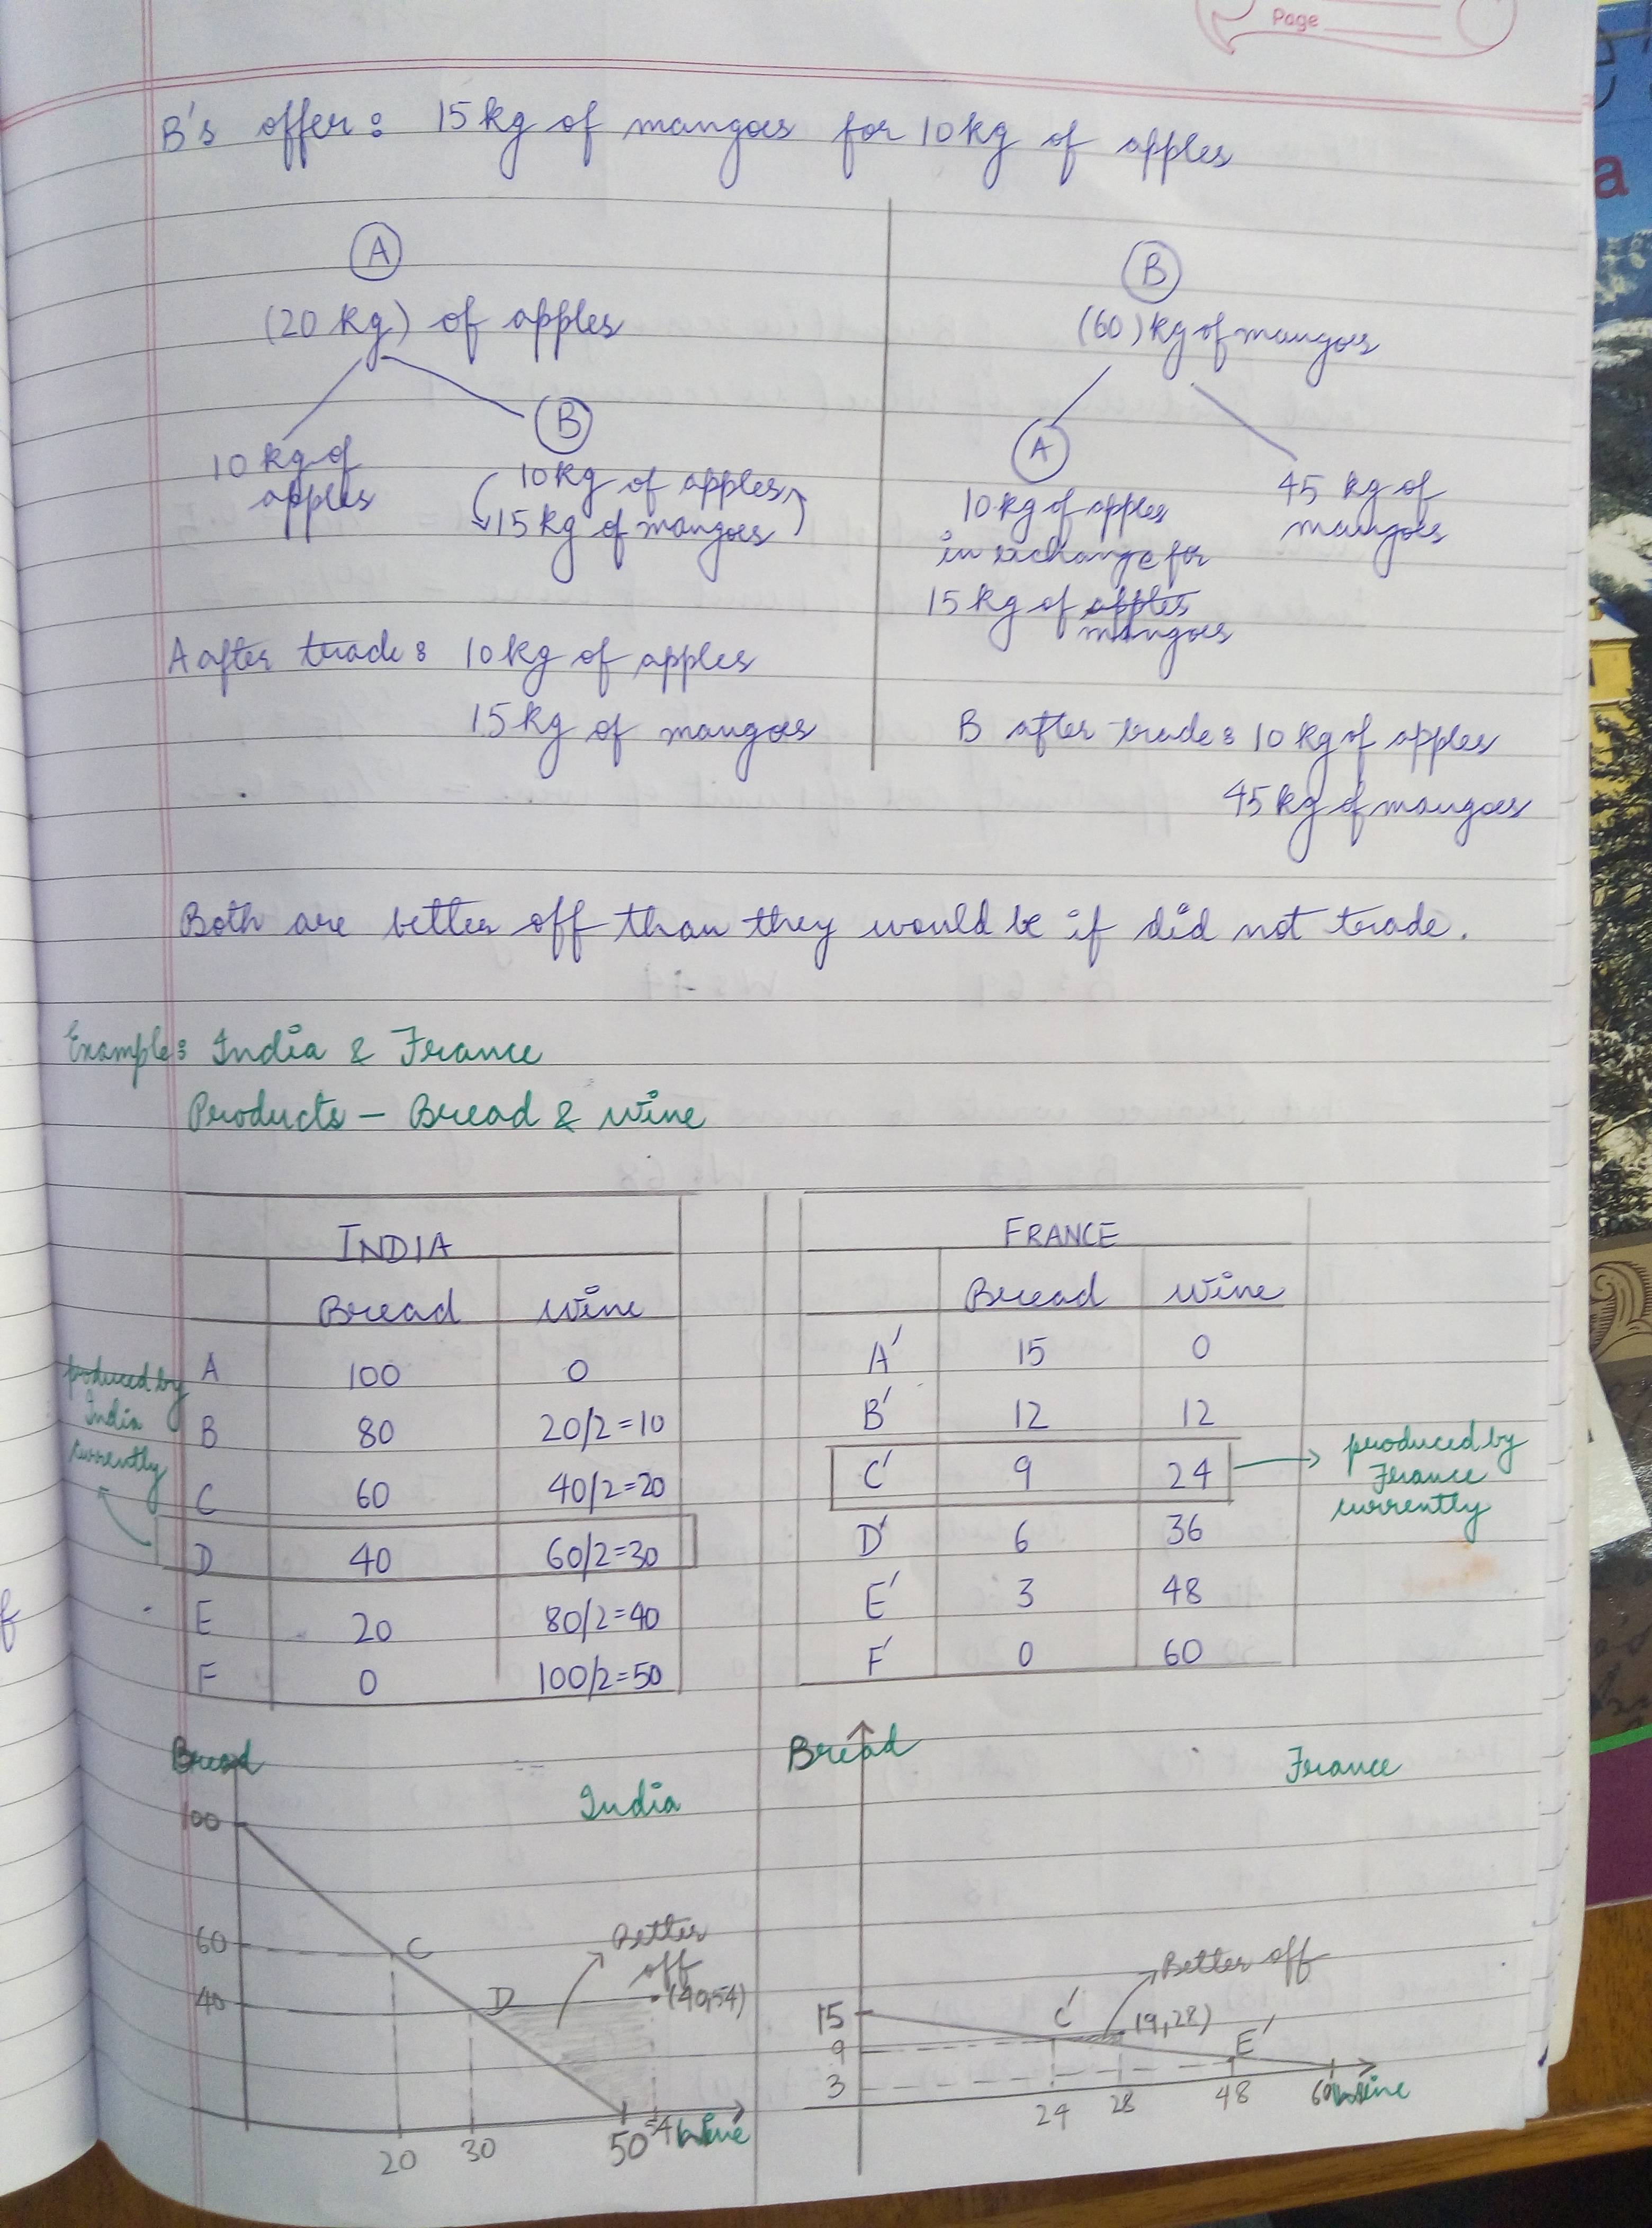 Page
B's offer: 15 kg of mangoes for 10 kg of apples
A
(20 kg) of apples
10 kg of
apples
B
10 kg of apples
15 kg of mangoes
A after trade: 10 kg of apples
15 kg of mangoes
B
(60) kg of mangoes
A
10 kg of apples
in exchange for
15 kg of apples
mangoes
45 kg of
mangoes
B after trade: 10 kg of apples
45 kg of mangoes
Both are better off than they would be if did not trade.
Example: India & France
Products – Bread & Wine
INDIA
Bread Wine
A 100 0
B 80 20/2=10
C 60 40/2=20
D 40 60/2=30
E 20 80/2=40
F 0 100/2=50
produced by
India
currently
FRANCE
Bread Wine
A' 15 0
B' 12 12
C' 9 24
D' 6 36
E' 3 48
F' 0 60
produced by
France
currently
Bread
India
100
60
40
C
D
Better
off
(40,54)
20 30 50 54 Wine
Bread
France
15
9
3
C'
Better off
(9,28)
E'
24 28 48 60 Wine